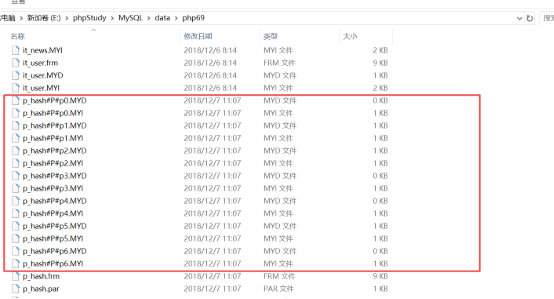 查看
电脑 > 新加卷 (E:) > phpStudy > MySQL > data > php69
名称 修改日期 类型 大小
it_news.MYI 2018/12/6 8:14 MYI 文件 2 KB
it_user.frm 2018/12/6 8:14 FRM 文件 9 KB
it_user.MYD 2018/12/6 8:14 MYD 文件 1 KB
it_user.MYI 2018/12/6 8:14 MYI 文件 2 KB
p_hash#P#p0.MYD 2018/12/7 11:07 MYD 文件 0 KB
p_hash#P#p0.MYI 2018/12/7 11:07 MYI 文件 1 KB
p_hash#P#p1.MYD 2018/12/7 11:07 MYD 文件 1 KB
p_hash#P#p1.MYI 2018/12/7 11:07 MYI 文件 1 KB
p_hash#P#p2.MYD 2018/12/7 11:07 MYD 文件 1 KB
p_hash#P#p2.MYI 2018/12/7 11:07 MYI 文件 1 KB
p_hash#P#p3.MYD 2018/12/7 11:07 MYD 文件 0 KB
p_hash#P#p3.MYI 2018/12/7 11:07 MYI 文件 1 KB
p_hash#P#p4.MYD 2018/12/7 11:07 MYD 文件 0 KB
p_hash#P#p4.MYI 2018/12/7 11:07 MYI 文件 1 KB
p_hash#P#p5.MYD 2018/12/7 11:07 MYD 文件 1 KB
p_hash#P#p5.MYI 2018/12/7 11:07 MYI 文件 1 KB
p_hash#P#p6.MYD 2018/12/7 11:07 MYD 文件 0 KB
p_hash#P#p6.MYI 2018/12/7 11:07 MYI 文件 1 KB
p_hash.frm 2018/12/7 11:07 FRM 文件 9 KB
p_hash.par 2018/12/7 11:07 PAR 文件 1 KB